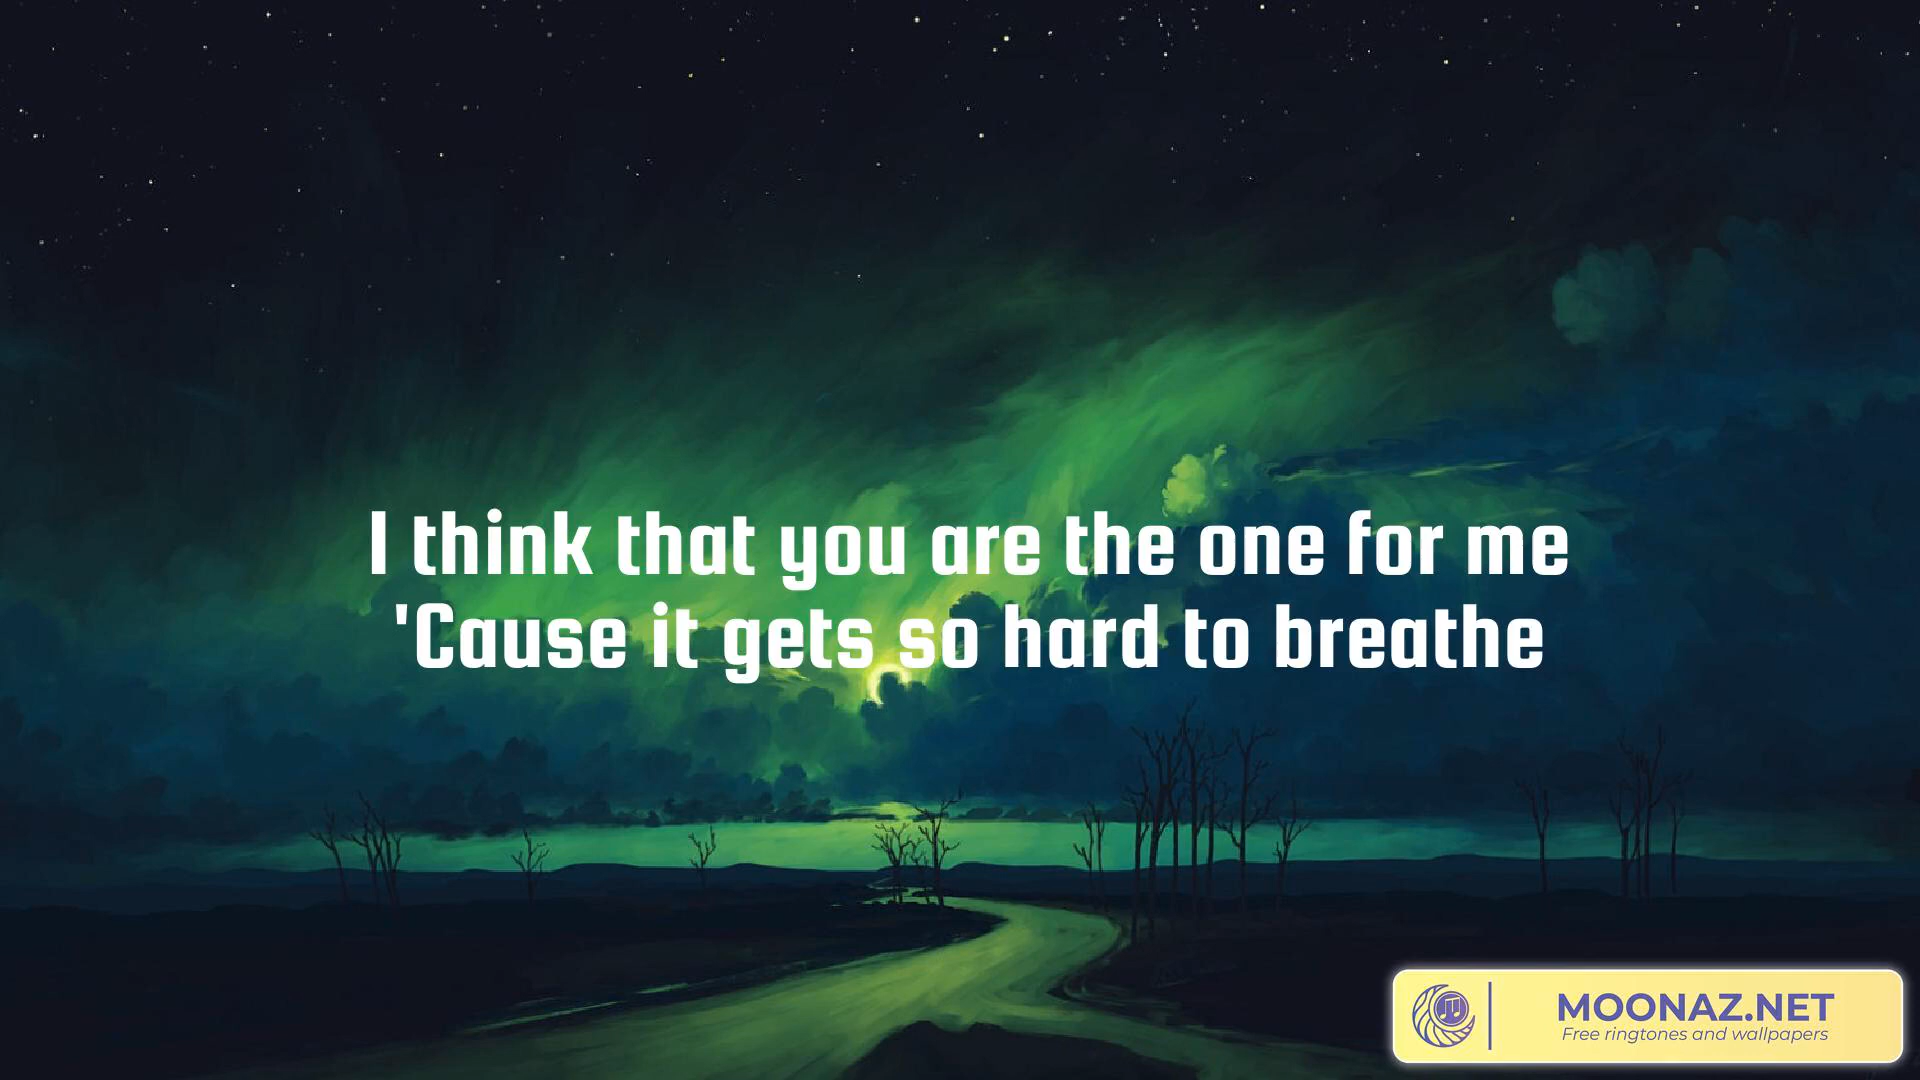 I think that you are the one for me
'Cause it gets so hard to breathe
MOONAZ.NET
Free ringtones and wallpapers